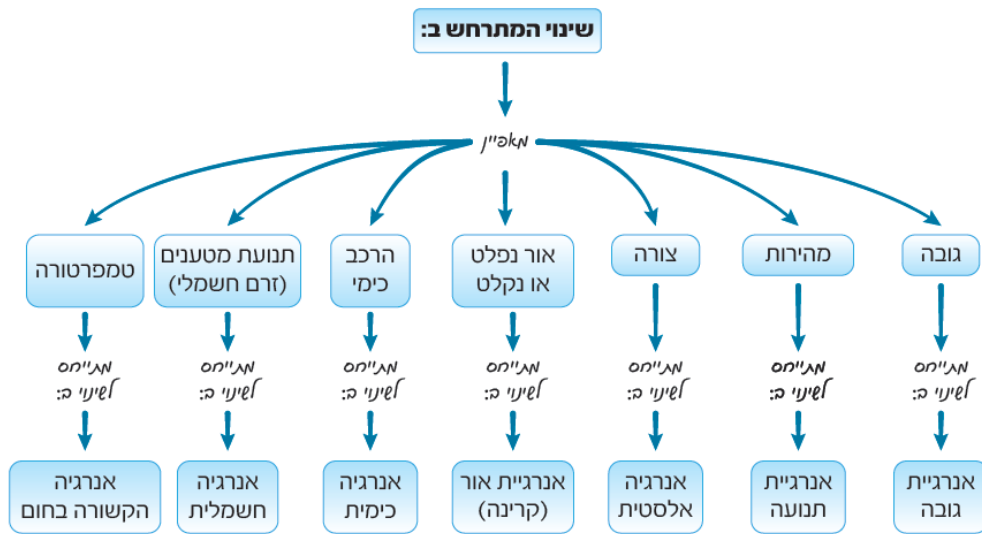 שינוי המתרחש ב:
מאפיין
גובה
מהירות
צורה
אור נפלט
או נקלט
הרכב
כימי
תנועת מטענים
(זרם חשמלי)
טמפרטורה
מתייחס
לשינוי ב:
מתייחס
לשינוי ב:
מתייחס
לשינוי ב:
מתייחס
לשינוי ב:
מתייחס
לשינוי ב:
מתייחס
לשינוי ב:
מתייחס
לשינוי ב:
אנרגיית
גובה
אנרגיית
תנועה
אנרגיה
אלסטית
אנרגיית אור
(קרינה)
אנרגיה
כימית
אנרגיה
חשמלית
אנרגיה
הקשורה בחום